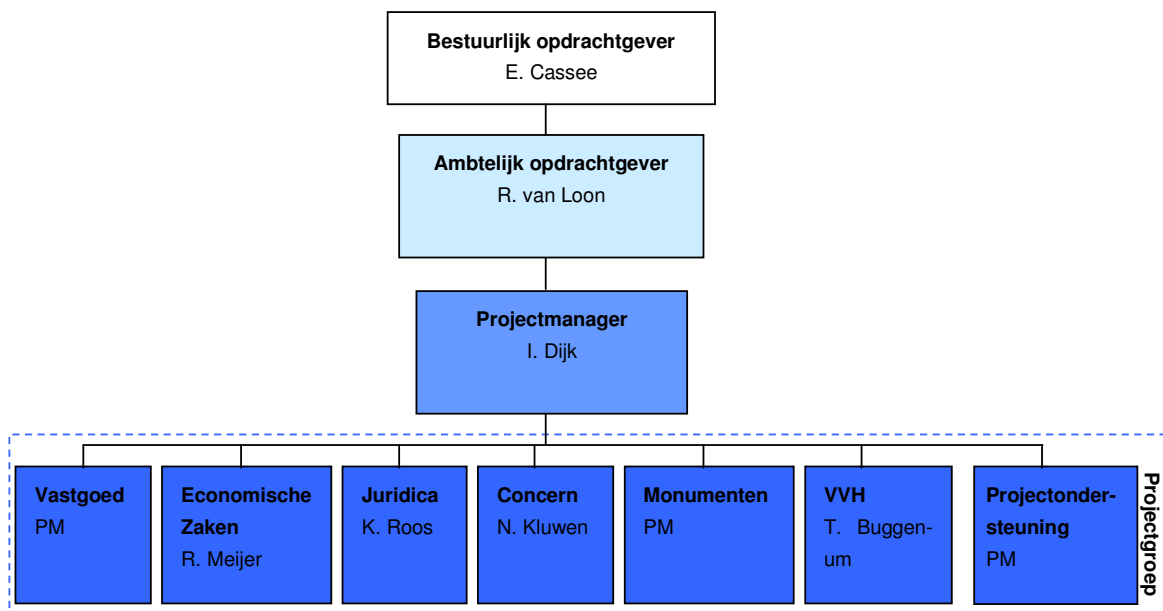 Bestuurlijk opdrachtgever
E. Cassee
Ambtelijk opdrachtgever
R. van Loon
Projectmanager
I. Dijk
Vastgoed
PM
Economische
Zaken
R. Meijer
Juridica
K. Roos
Concern
N. Kluwen
Monumenten
PM
VVH
T. Buggen-
um
Projectonder-
steuning
PM
Projectgroep